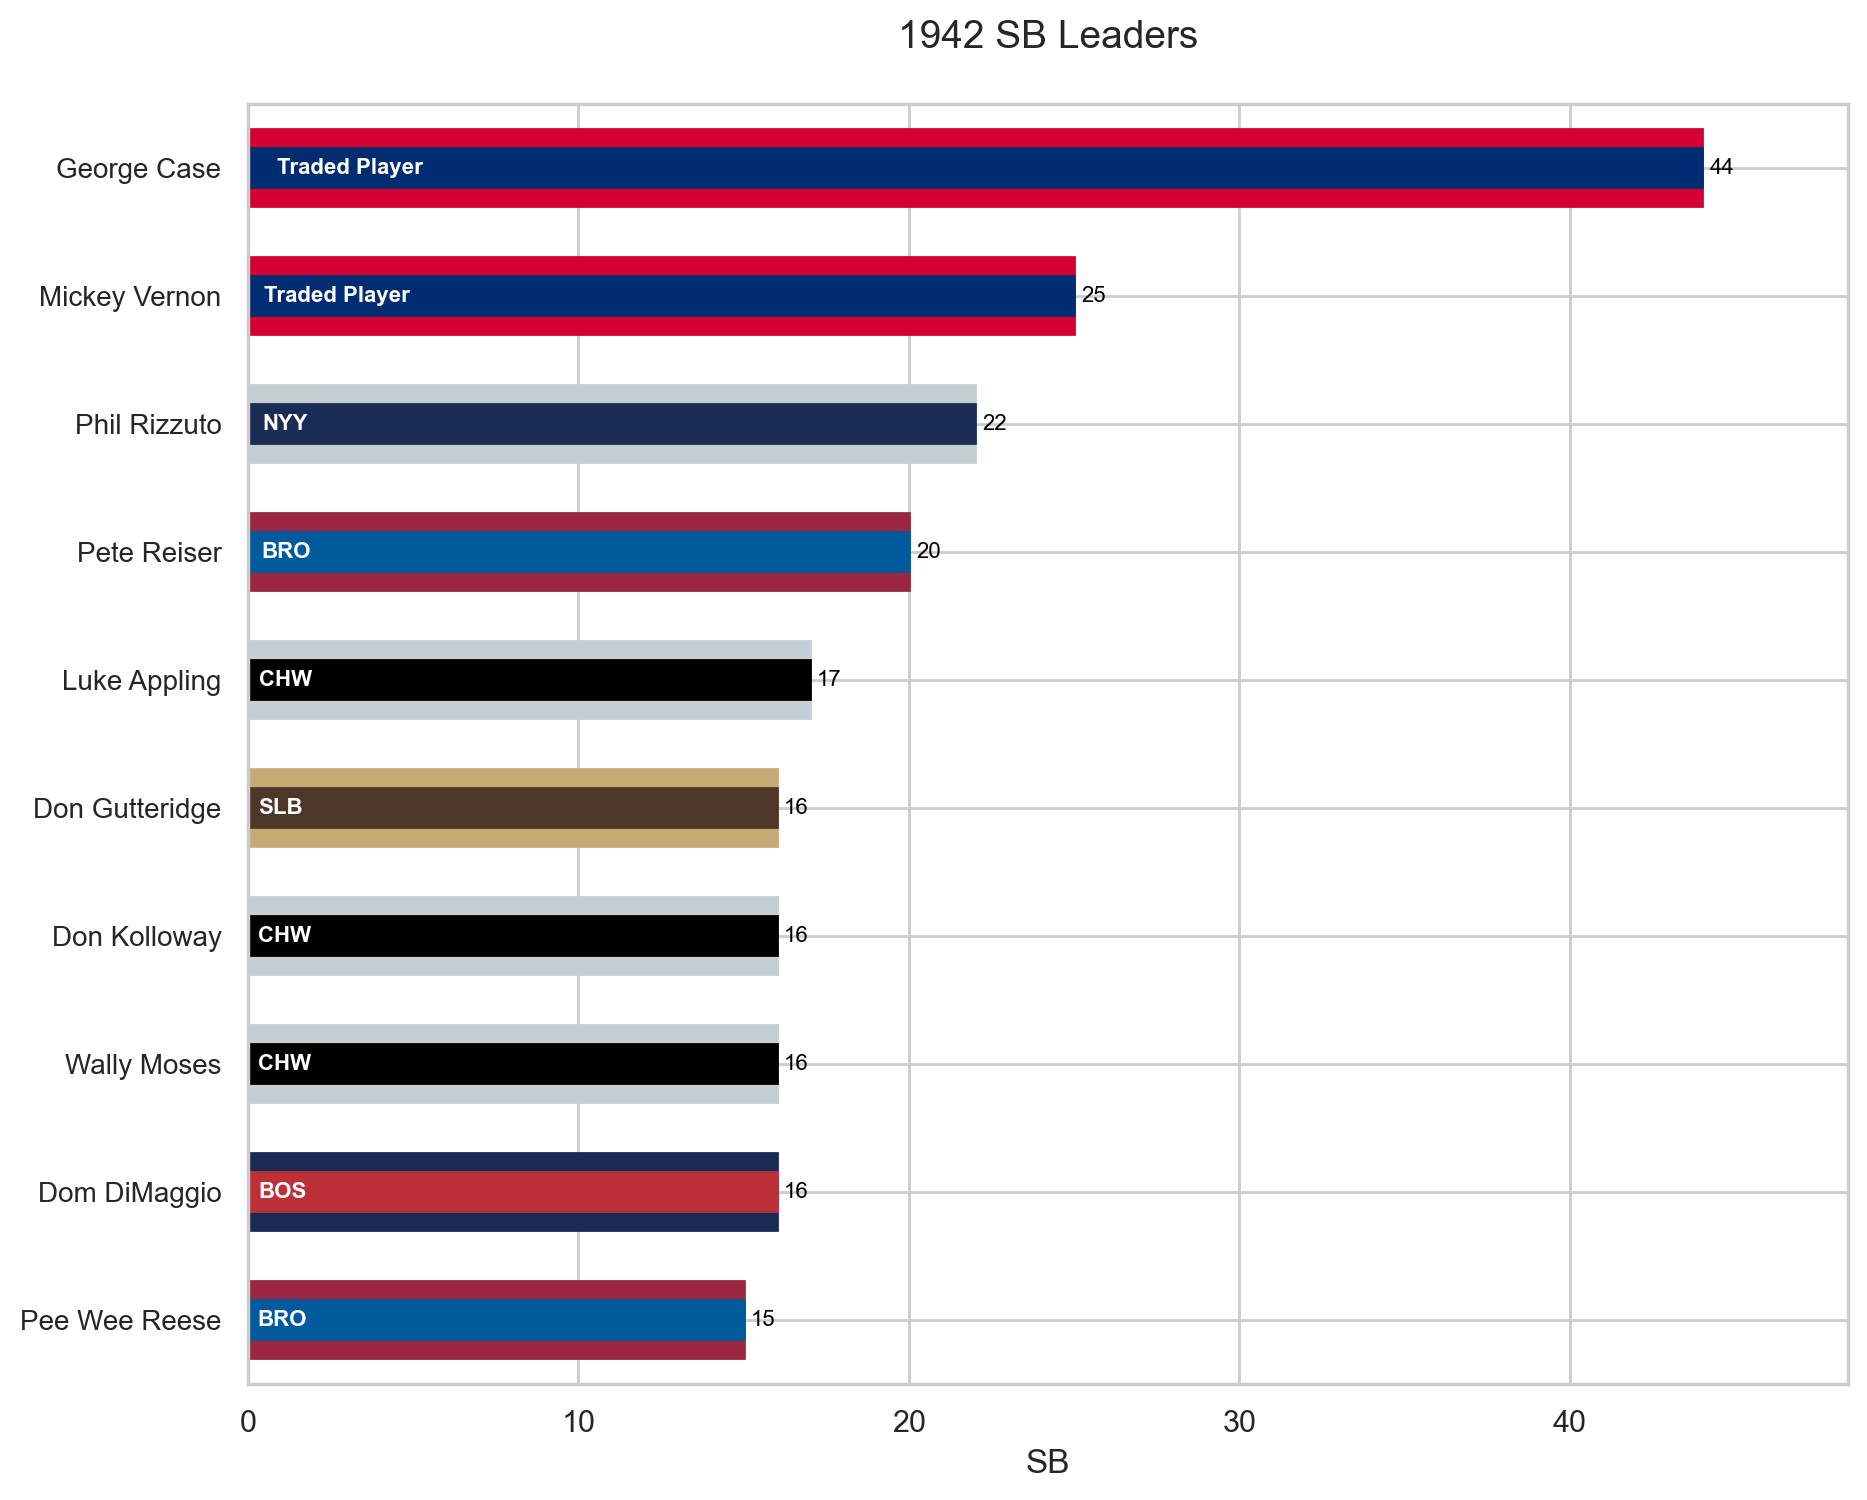 1942 SB Leaders
George Case
Traded Player
44
Mickey Vernon
Traded Player
25
Phil Rizzuto
NYY
22
Pete Reiser
BRO
20
Luke Appling
CHW
17
Don Gutteridge
SLB
16
Don Kolloway
CHW
16
Wally Moses
CHW
16
Dom DiMaggio
BOS
16
Pee Wee Reese
BRO
15
0 10 20 30 40
SB